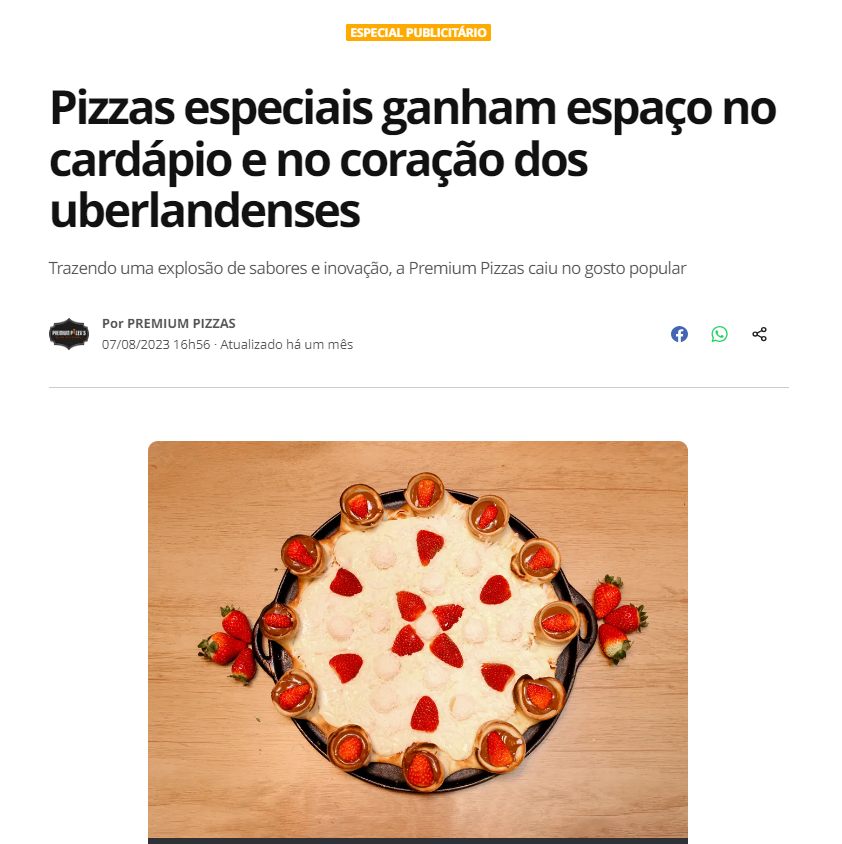 ESPECIAL PUBLICITÁRIO
Pizzas especiais ganham espaço no
cardápio e no coração dos
uberlandenses
Trazendo uma explosão de sabores e inovação, a Premium Pizzas caiu no gosto popular
PREMIUM PIZZA'S
Por PREMIUM PIZZAS
07/08/2023 16h56 · Atualizado há um mês